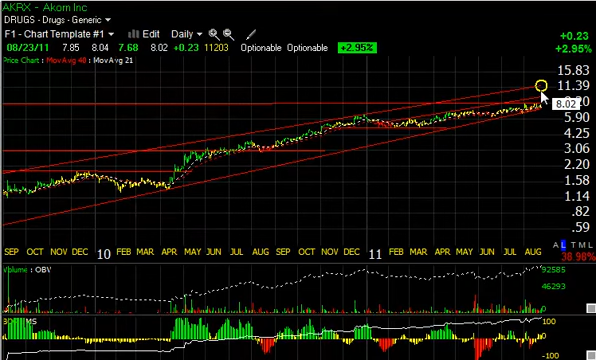 AKRX - Akorn Inc
DRUGS - Drugs - Generic
F1 - Chart Template #1 Edit Daily
+0.23
08/23/11 7.85 8.04 7.68 8.02 +0.23 11203 Optionable Optionable +2.95%
+2.95%
Price Chart : MovAvg 40 : MovAvg 21
15.83
11.39
8.02
5.90
4.25
3.06
2.20
1.58
1.14
.82
.59
A L T M L
SEP OCT NOV DEC 10 FEB MAR APR MAY JUN JUL AUG SEP OCT NOV DEC 11 FEB MAR APR MAY JUN JUL AUG
38.98%
Volume : OBV
92585
46293
0
100
0
-100